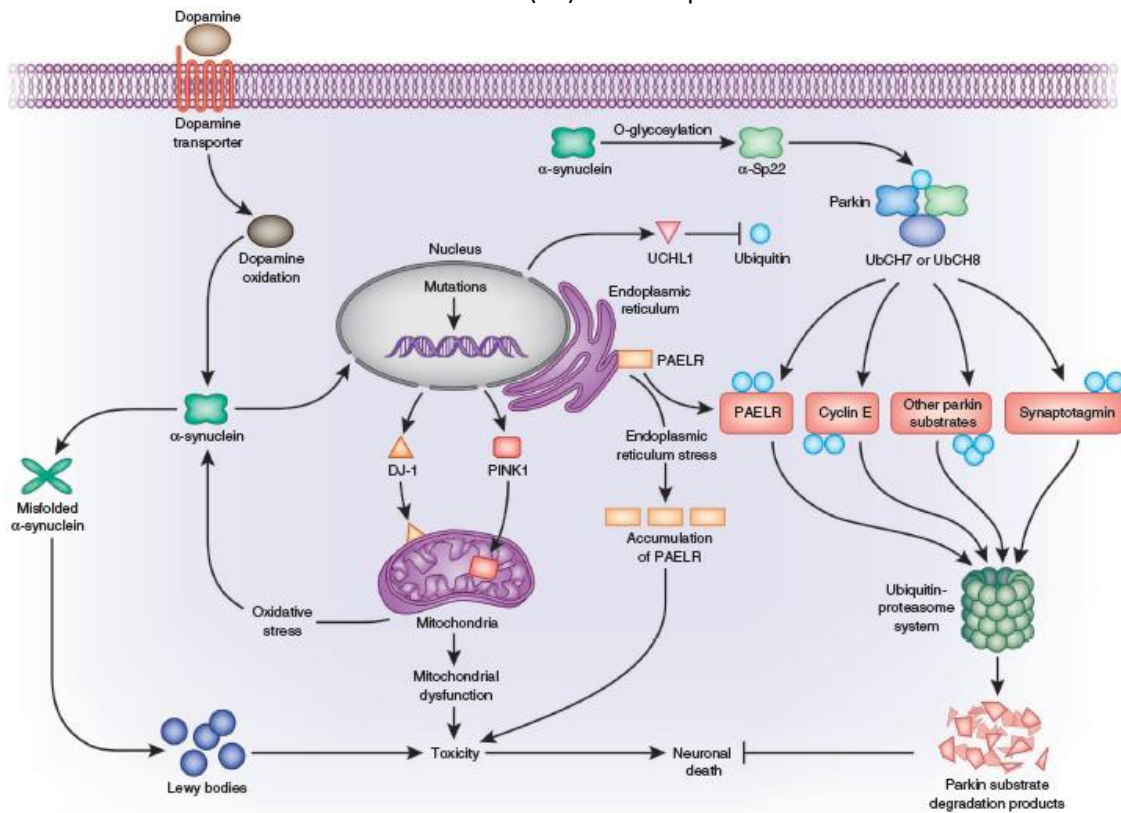 Dopamine
Dopamine
transporter
O-glycosylation
α-synuclein
α-Sp22
Parkin
UbCH7 or UbCH8
Dopamine
oxidation
Nucleus
Mutations
UCHL1
Ubiquitin
Endoplasmic
reticulum
PAELR
PAELR
Cyclin E
Other parkin
substrates
Synaptotagmin
α-synuclein
DJ-1
PINK1
Endoplasmic
reticulum stress
Misfolded
α-synuclein
Accumulation
of PAELR
Oxidative
stress
Mitochondria
Ubiquitin-
proteasome
system
Mitochondrial
dysfunction
Lewy bodies
Toxicity
Neuronal
death
Parkin substrate
degradation products